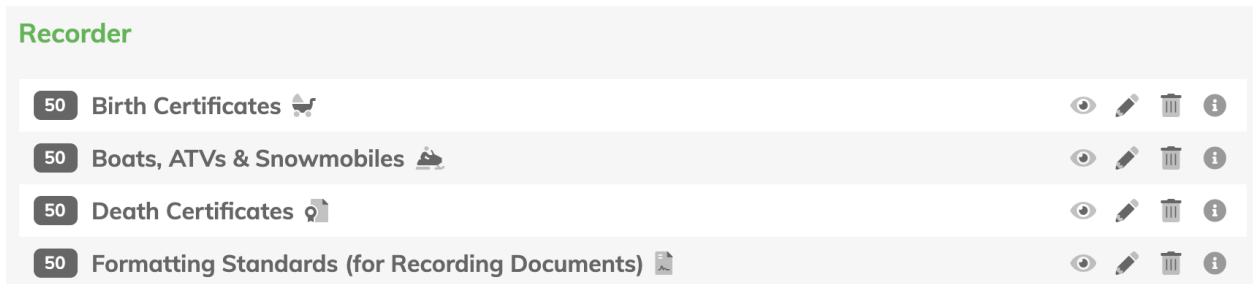 Recorder
50 Birth Certificates
50 Boats, ATVs & Snowmobiles
50 Death Certificates
50 Formatting Standards (for Recording Documents)